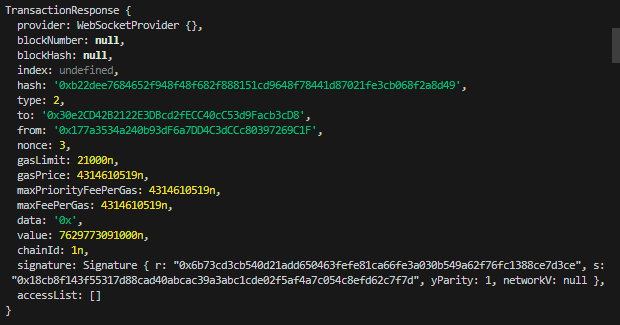 TransactionResponse {
provider: WebSocketProvider {},
blockNumber: null,
blockHash: null,
index: undefined,
hash: '0xb22dee7684652f948f48f682f888151cd9648f78441d87021fe3cb068f2a8d49',
type: 2,
to: '0x30e2CD42B2122E3DBcd2fECC40cC53d9Facb3cD8',
from: '0x177a3534a240b93dF6a7DD4C3dCCc80397269C1F',
nonce: 3,
gasLimit: 21000n,
gasPrice: 4314610519n,
maxPriorityFeePerGas: 4314610519n,
maxFeePerGas: 4314610519n,
data: '0x',
value: 7629773091000n,
chainId: 1n,
signature: Signature { r: "0x6b73cd3cb540d21add650463fefe81ca66fe3a030b549a62f76fc1388ce7d3ce", s:
"0x18cb8f143f55317d88cad40abcac39a3abc1cde02f5af4a7c054c8efd62c7f7d", yParity: 1, networkV: null },
accessList: []
}